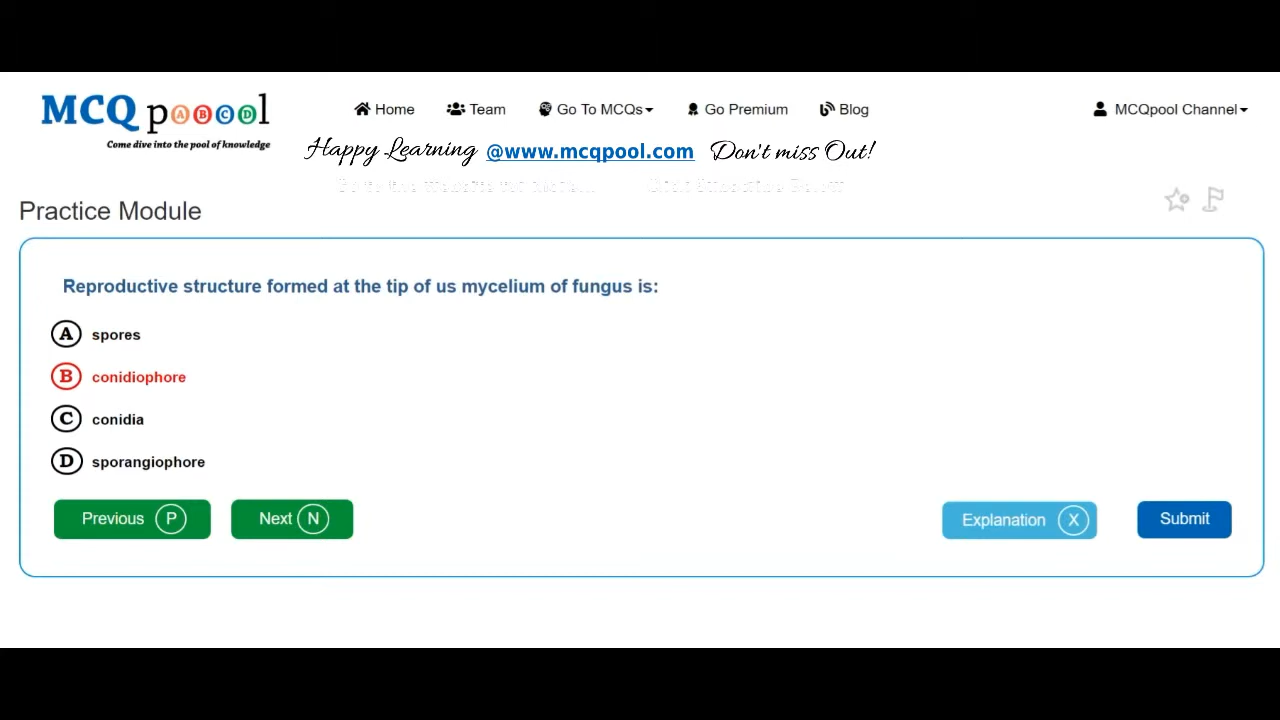 MCQ pooool
Come dive into the pool of knowledge
Home Team Go To MCQs Go Premium Blog MCQpool Channel
Happy Learning @www.mcqpool.com Don't miss Out!
Practice Module
Reproductive structure formed at the tip of us mycelium of fungus is:
A spores
B conidiophore
C conidia
D sporangiophore
Previous P Next N Explanation X Submit